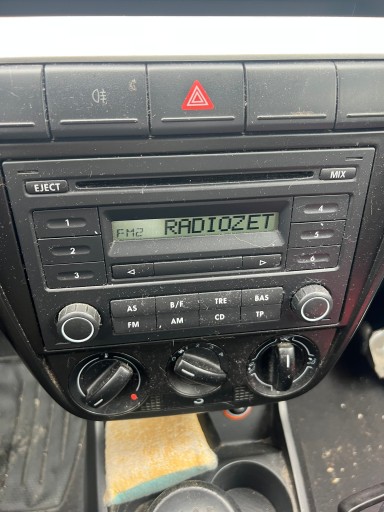 EJECT MIX
FM2 RADIOZET
1 4
2 5
3 6
AS B/F TRE BAS
FM AM CD TP